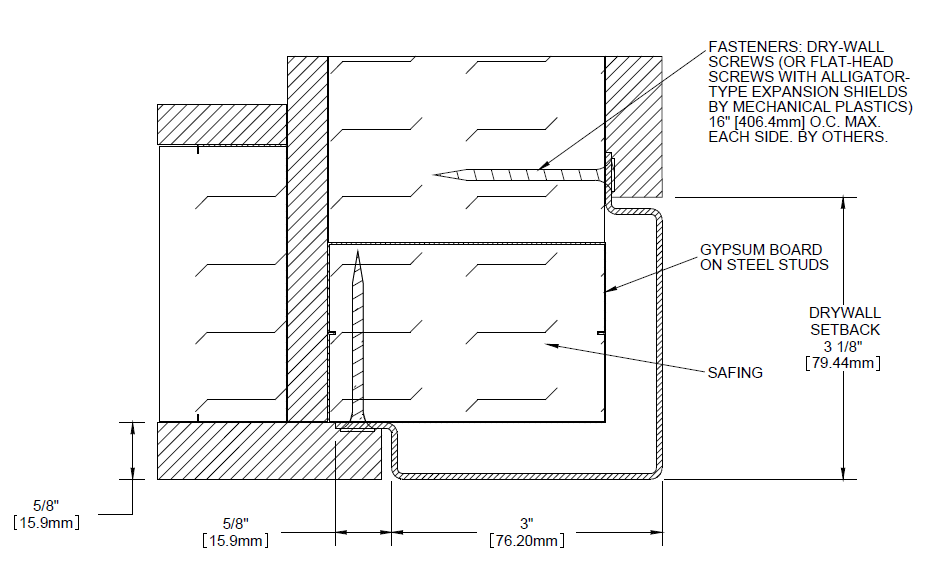 FASTENERS: DRY-WALL
SCREWS (OR FLAT-HEAD
SCREWS WITH ALLIGATOR-
TYPE EXPANSION SHIELDS
BY MECHANICAL PLASTICS)
16" [406.4mm] O.C. MAX.
EACH SIDE. BY OTHERS.
GYPSUM BOARD
ON STEEL STUDS
DRYWALL
SETBACK
3 1/8"
[79.44mm]
SAFING
5/8"
[15.9mm]
5/8"
[15.9mm]
3"
[76.20mm]